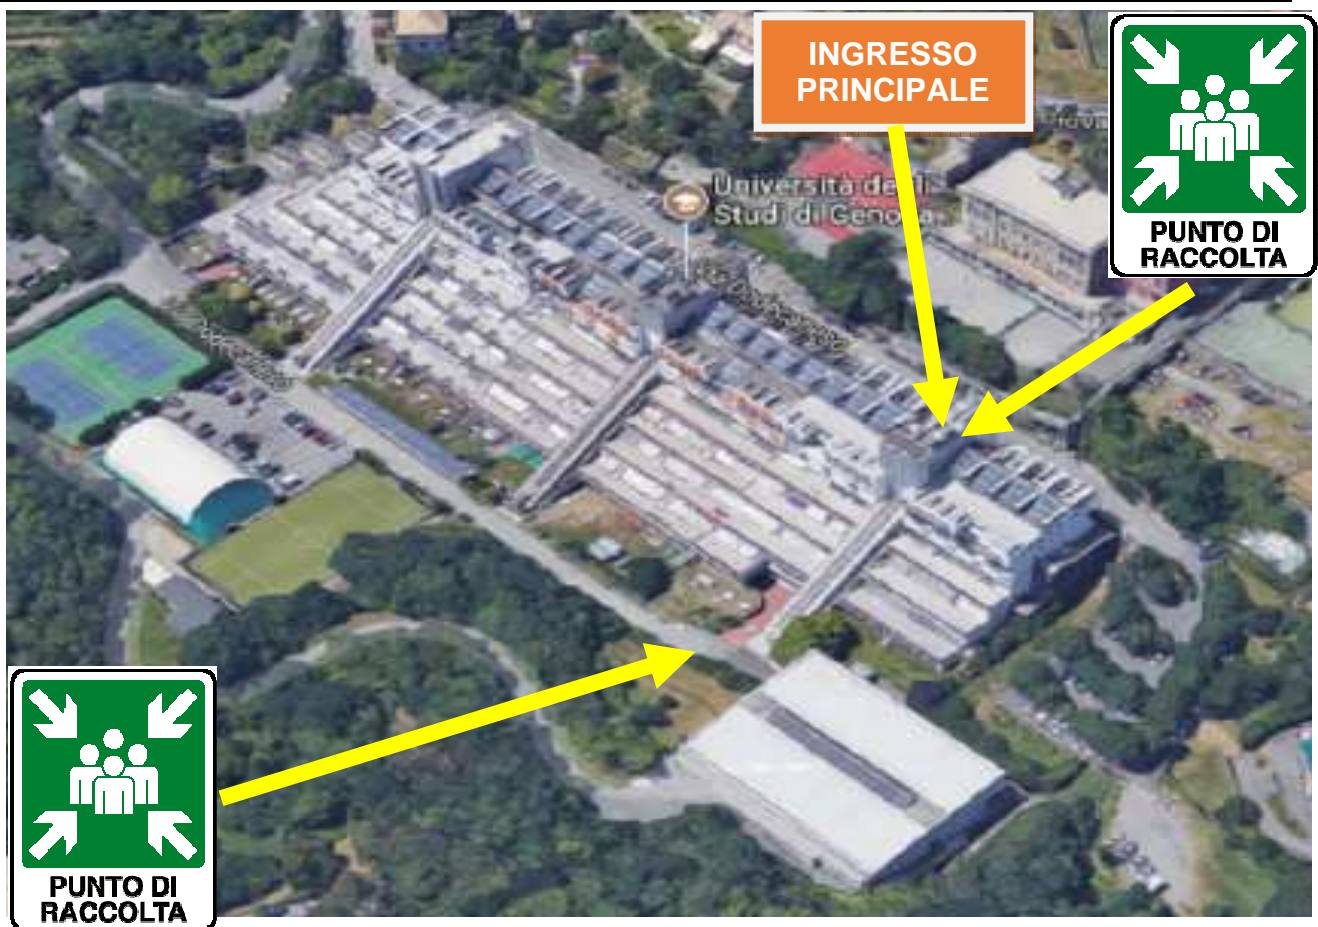 INGRESSO
PRINCIPALE
PUNTO DI
RACCOLTA
Università degli
Studi di Genova
PUNTO DI
RACCOLTA